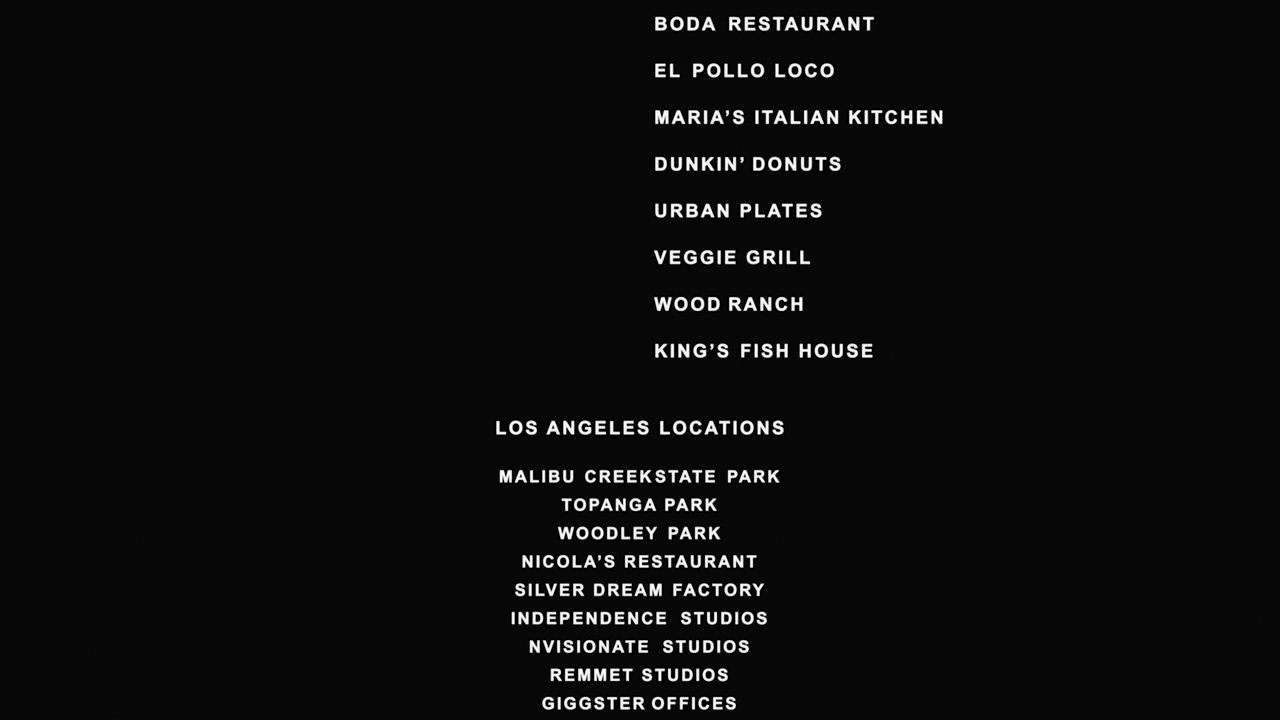 BODA RESTAURANT
EL POLLO LOCO
MARIA’S ITALIAN KITCHEN
DUNKIN’ DONUTS
URBAN PLATES
VEGGIE GRILL
WOOD RANCH
KING’S FISH HOUSE
LOS ANGELES LOCATIONS
MALIBU CREEKSTATE PARK
TOPANGA PARK
WOODLEY PARK
NICOLA’S RESTAURANT
SILVER DREAM FACTORY
INDEPENDENCE STUDIOS
NVISIONATE STUDIOS
REMMET STUDIOS
GIGGSTER OFFICES